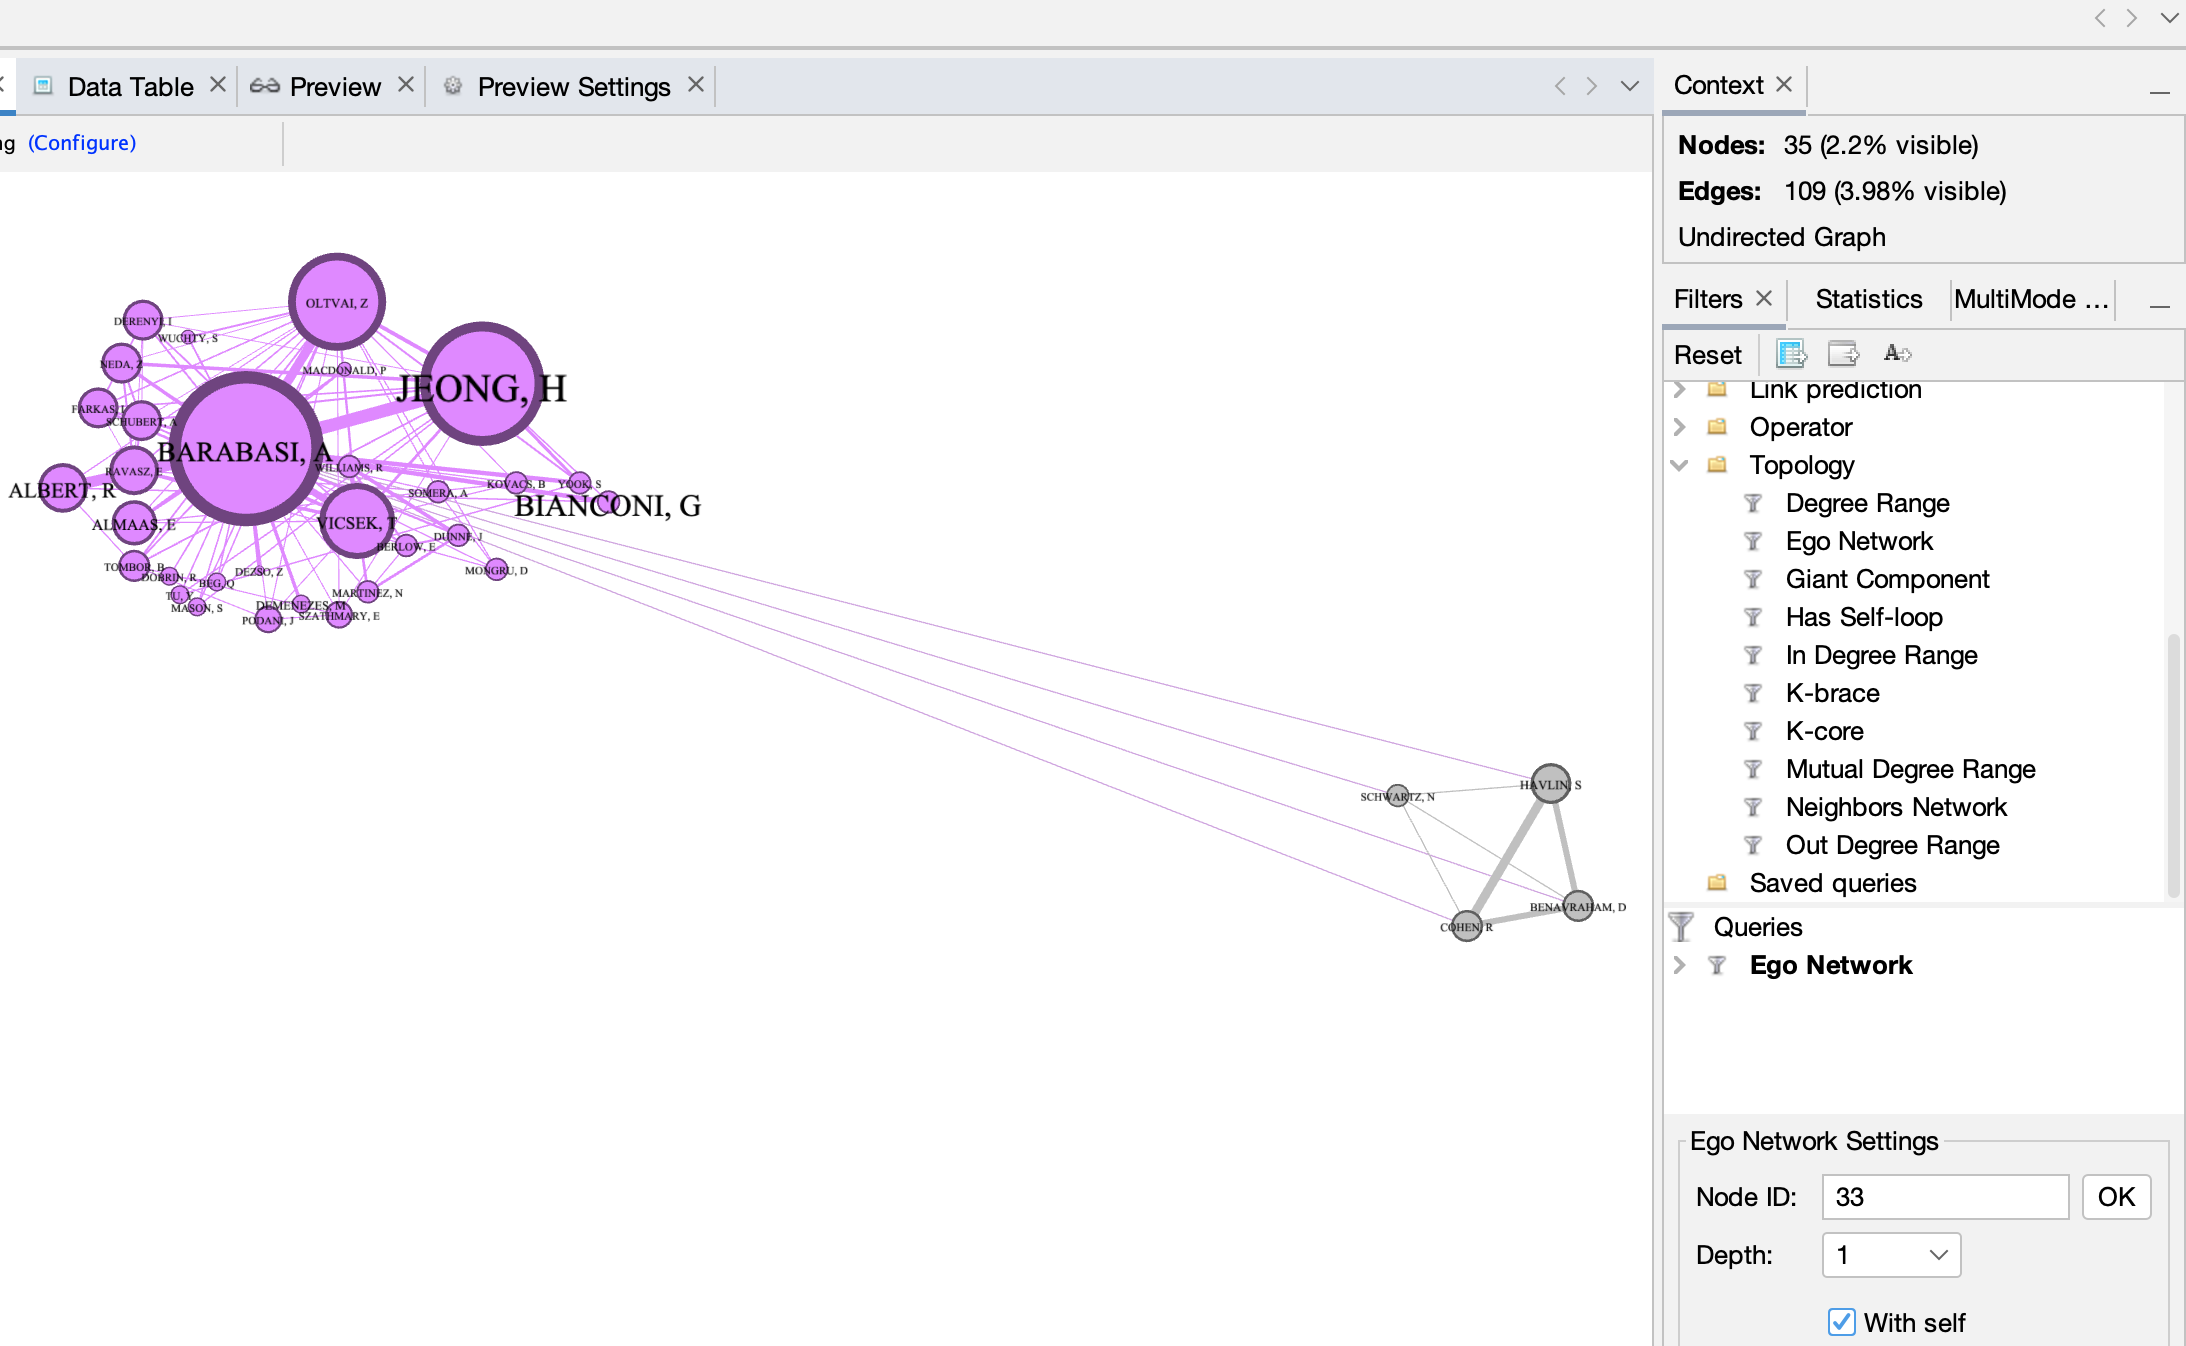 Data Table
Preview
Preview Settings
Context
ng (Configure)
Nodes: 35 (2.2% visible)
Edges: 109 (3.98% visible)
Undirected Graph
Filters
Statistics
MultiMode ...
Reset
Link prediction
Operator
Topology
Degree Range
Ego Network
Giant Component
Has Self-loop
In Degree Range
K-brace
K-core
Mutual Degree Range
Neighbors Network
Out Degree Range
Saved queries
Queries
Ego Network
Ego Network Settings
Node ID: 33 OK
Depth: 1
With self
OLTVAI, Z
DERENYI, I
WUCHTY, S
NEDA, Z
MACDONALD, P
JEONG, H
FARKAS, I
SCHUBERT, A
BARABASI, A
RAVASZ, E
WILLIAMS, R
ALBERT, R
SOMERA, A
KOVACS, B
YOOK, S
BIANCONI, G
ALMAAS, E
VICSEK, T
DUNNE, J
BERLOW, E
TOMBOR, B
DOBRIN, R
BEG, Q
DEZSO, Z
MONGRU, D
TU, Y
MASON, S
MARTINEZ, N
DEMENEZES, M
PODANI, J
SZATHMARY, E
HAVLIN, S
SCHWARTZ, N
BENAVRAHAM, D
COHEN, R